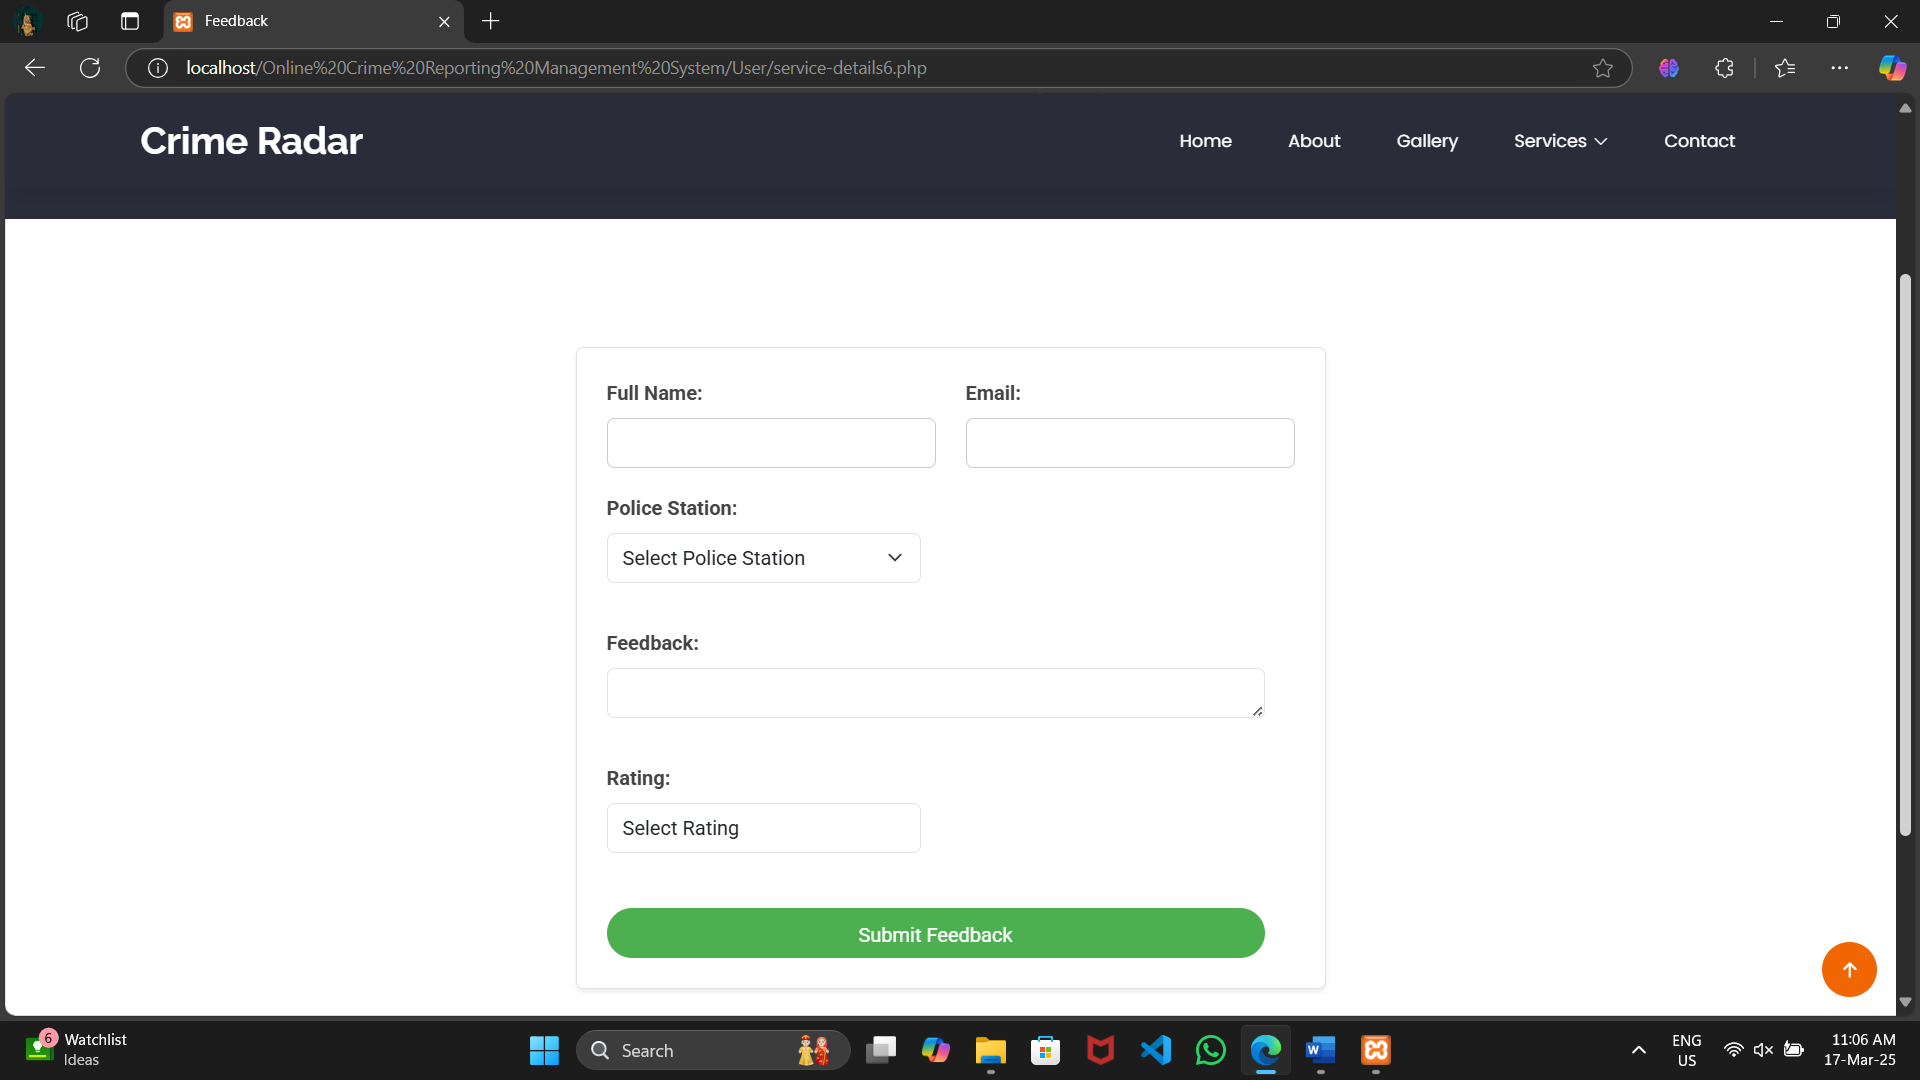 Feedback
localhost/Online%20Crime%20Reporting%20Management%20System/User/service-details6.php
Crime Radar
Home About Gallery Services Contact
Full Name: Email:
Police Station:
Select Police Station
Feedback:
Rating:
Select Rating
Submit Feedback
6 Watchlist
Ideas
Search
W
ENG
US
11:06 AM
17-Mar-25